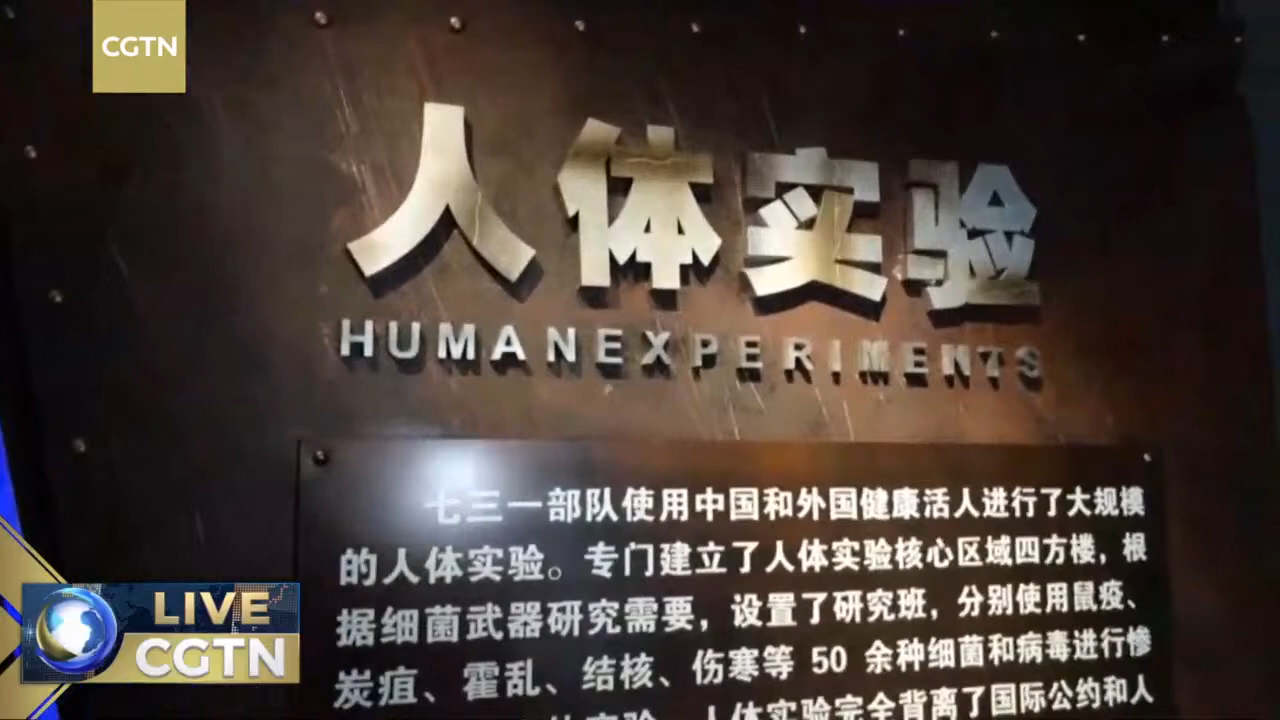 CGTN
人体实验
HUMAN EXPERIMENTS
七三一部队使用中国和外国健康活人进行了大规模
的人体实验。专门建立了人体实验核心区域四方楼，根
据细菌武器研究需要，设置了研究班，分别使用鼠疫、
炭疽、霍乱、结核、伤寒等 50 余种细菌和病毒进行惨
人体实验完全背离了国际公约和人
LIVE
CGTN